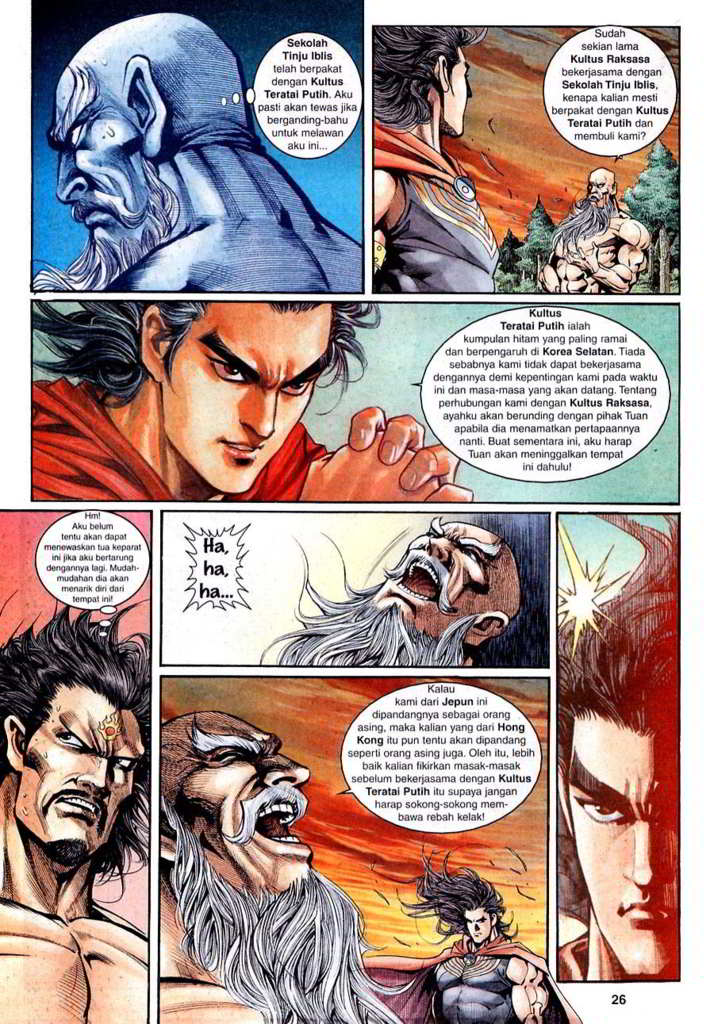 Sekolah
Tinju Iblis
telah berpakat
dengan Kultus
Teratai Putih. Aku
pasti akan tewas jika
berganding-bahu
untuk melawan
aku ini...
Sudah
sekian lama
Kultus Raksasa
bekerjasama dengan
Sekolah Tinju Iblis,
kenapa kalian mesti
berpakat dengan Kultus
Teratai Putih dan
membuli kami?
Kultus
Teratai Putih ialah
kumpulan hitam yang paling ramai
dan berpengaruh di Korea Selatan. Tiada
sebabnya kami tidak dapat bekerjasama
dengannya demi kepentingan kami pada waktu
ini dan masa-masa yang akan datang. Tentang
perhubungan kami dengan Kultus Raksasa,
ayahku akan berunding dengan pihak Tuan
apabila dia menamatkan pertapaannya
nanti. Buat sementara ini, aku harap
Tuan akan meninggalkan tempat
ini dahulu!
Hm!
Aku belum
tentu akan dapat
menewaskan tua keparat
ini jika aku bertarung
dengannya lagi. Mudah-
mudahan dia akan
menarik diri dari
tempat ini!
Ha,
ha,
ha...
Kalau
kami dari Jepun ini
dipandangnya sebagai orang
asing, maka kalian yang dari Hong
Kong itu pun tentu akan dipandang
seperti orang asing juga. Oleh itu, lebih
baik kalian fikirkan masak-masak
sebelum bekerjasama dengan Kultus
Teratai Putih itu supaya jangan
harap sokong-sokong mem-
bawa rebah kelak!
26